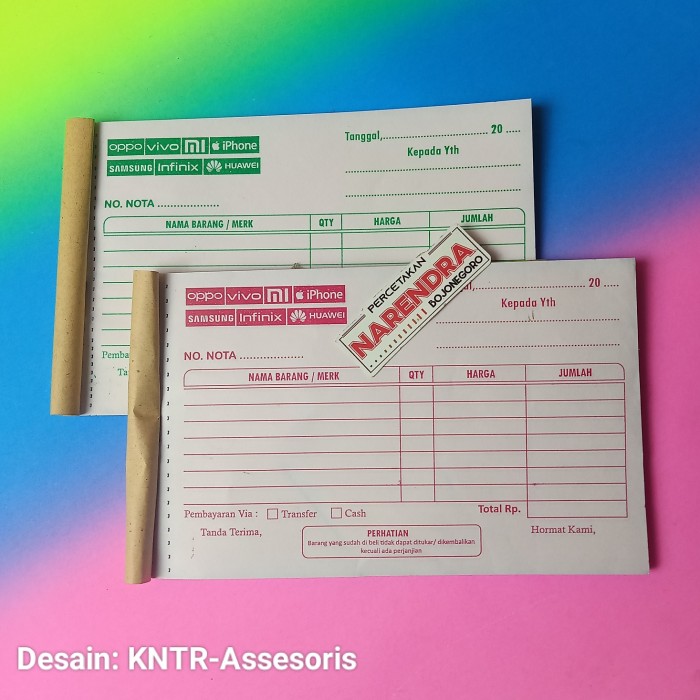 oppo vivo mi iPhone
SAMSUNG Infinix HUAWEI
Tanggal,.............................. 20 .....
Kepada Yth
NO. NOTA ...................
NAMA BARANG / MERK QTY HARGA JUMLAH
Pemba
Ta
PERCETAKAN
NARENDRA
BOJONEGORO
oppo vivo mi iPhone
SAMSUNG Infinix HUAWEI
al,.............................. 20 .....
Kepada Yth
NO. NOTA ...................
NAMA BARANG / MERK QTY HARGA JUMLAH
Pembayaran Via : Transfer Cash Total Rp.
Tanda Terima, Hormat Kami,
PERHATIAN
Barang yang sudah di beli tidak dapat ditukar/ dikembalikan
kecuali ada perjanjian
Desain: KNTR-Assesoris